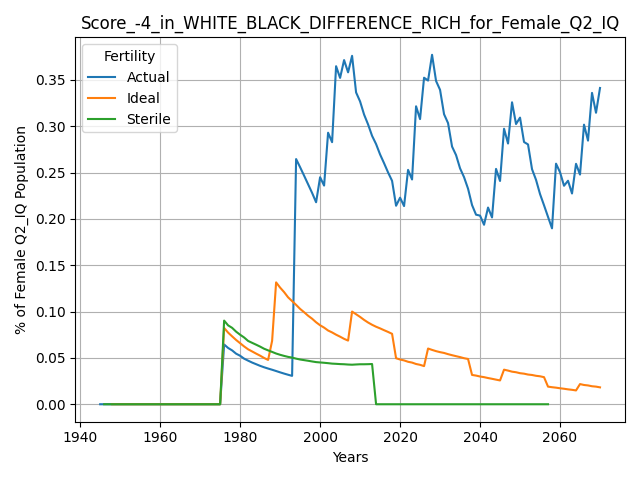 Score_-4_in_WHITE_BLACK_DIFFERENCE_RICH_for_Female_Q2_IQ
Fertility
Actual
Ideal
Sterile
% of Female Q2_IQ Population
0.35
0.30
0.25
0.20
0.15
0.10
0.05
0.00
1940 1960 1980 2000 2020 2040 2060
Years